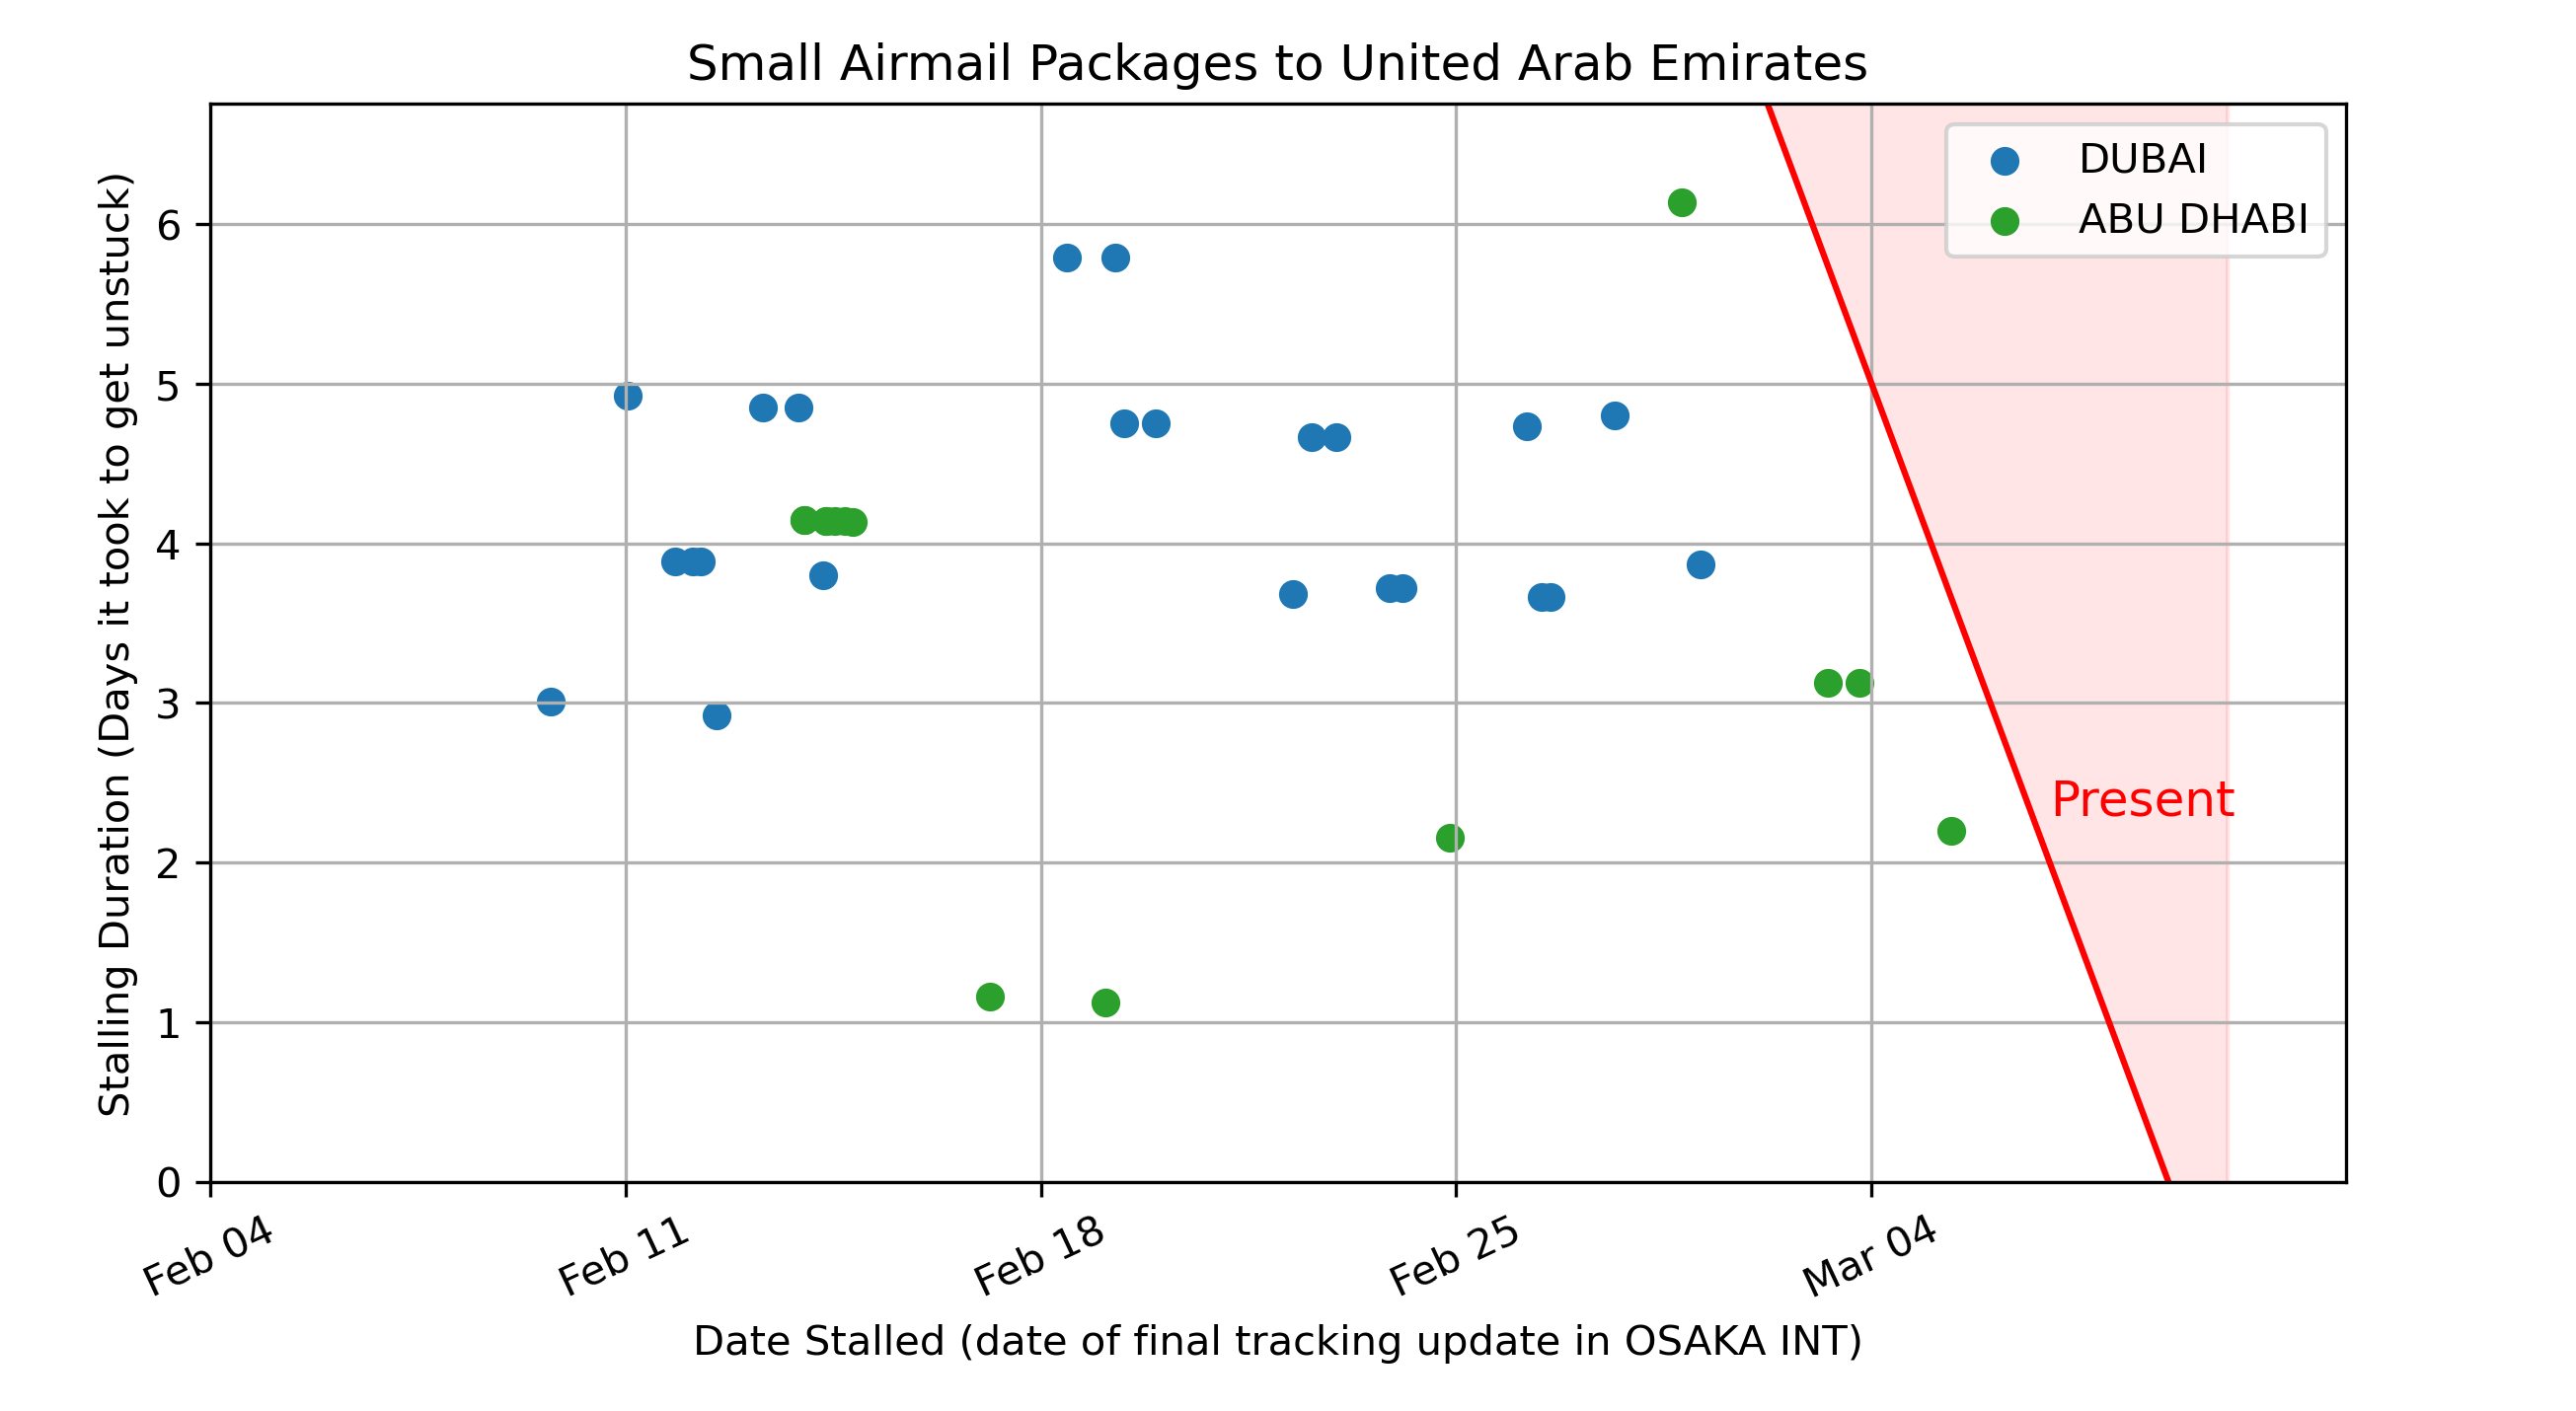 Small Airmail Packages to United Arab Emirates
DUBAI
ABU DHABI
Present
Stalling Duration (Days it took to get unstuck)
6
5
4
3
2
1
0
Feb 04
Feb 11
Feb 18
Feb 25
Mar 04
Date Stalled (date of final tracking update in OSAKA INT)